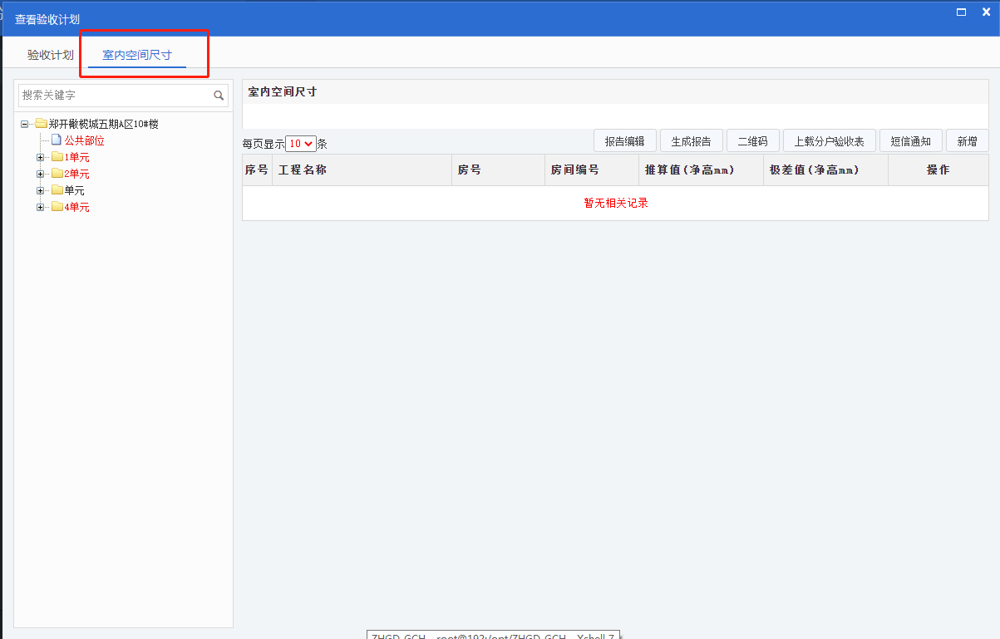 查看验收计划
验收计划
室内空间尺寸
搜索关键字
郑开橄榄城五期A区10#楼
公共部位
1单元
2单元
单元
4单元
室内空间尺寸
每页显示 10 条
报告编辑 生成报告 二维码 上载分户验收表 短信通知 新增
序号 工程名称 房号 房间编号 推算值(净高mm) 极差值(净高mm) 操作
暂无相关记录
ZHGD_GCH - root@192:/opt/ZHGD_GCH - Xshell 7